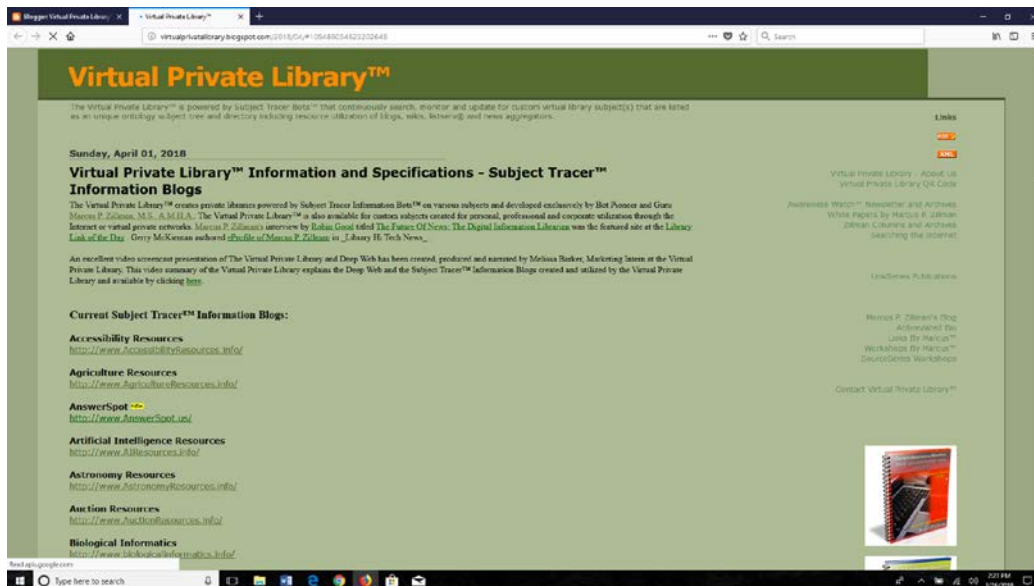 Blogger: Virtual Private Library
Virtual Private Library™
virtualprivatelibrary.blogspot.com/2018/04/#105480054623202645
Search
Virtual Private Library™
The Virtual Private Library™ is powered by Subject Tracer Bots™ that continuously search, monitor and update for custom virtual library subject(s) that are listed
as an unique ontology subject tree and directory including resource utilization of blogs, wikis, listserv® and news aggregators.
Sunday, April 01, 2018
Virtual Private Library™ Information and Specifications - Subject Tracer™
Information Blogs
The Virtual Private Library™ creates private libraries powered by Subject Tracer Information Bots™ on various subjects and developed exclusively by Bot Pioneer and Guru
Marcus P. Zillman, M.S., A.M.H.A.. The Virtual Private Library™ is also available for custom subjects created for personal, professional and corporate utilization through the
Internet or virtual private networks. Marcus P. Zillman's interview by Robin Good titled The Future Of News: The Digital Information Librarian was the featured site at the Library
Link of the Day . Gerry McKiernan authored eProfile of Marcus P. Zillman in _Library Hi Tech News_
An excellent video screencast presentation of The Virtual Private Library and Deep Web has been created, produced and narrated by Melissa Barker, Marketing Intern at the Virtual
Private Library. This video summary of the Virtual Private Library explains the Deep Web and the Subject Tracer™ Information Blogs created and utilized by the Virtual Private
Library and available by clicking here.
Current Subject Tracer™ Information Blogs:
Accessibility Resources
http://www.AccessibilityResources.info/
Agriculture Resources
http://www.AgricultureResources.info/
AnswerSpot
http://www.AnswerSpot.us/
Artificial Intelligence Resources
http://www.AIResources.info/
Astronomy Resources
http://www.AstronomyResources.info/
Auction Resources
http://www.AuctionResources.info/
Biological Informatics
http://www.biologicalinformatics.info/
Links
XML
Virtual Private Library - About Us
Virtual Private Library QR Code
Awareness Watch™ Newsletter and Archives
White Papers by Marcus P. Zillman
Zillman Columns and Archives
Searching the Internet
LinkSeries Publications
Marcus P. Zillman's Blog
Abbreviated Bio
Links By Marcus™
Workshops By Marcus™
SourceSeries Workshops
Contact Virtual Private Library™
Read apis.google.com
Type here to search
2:21 PM